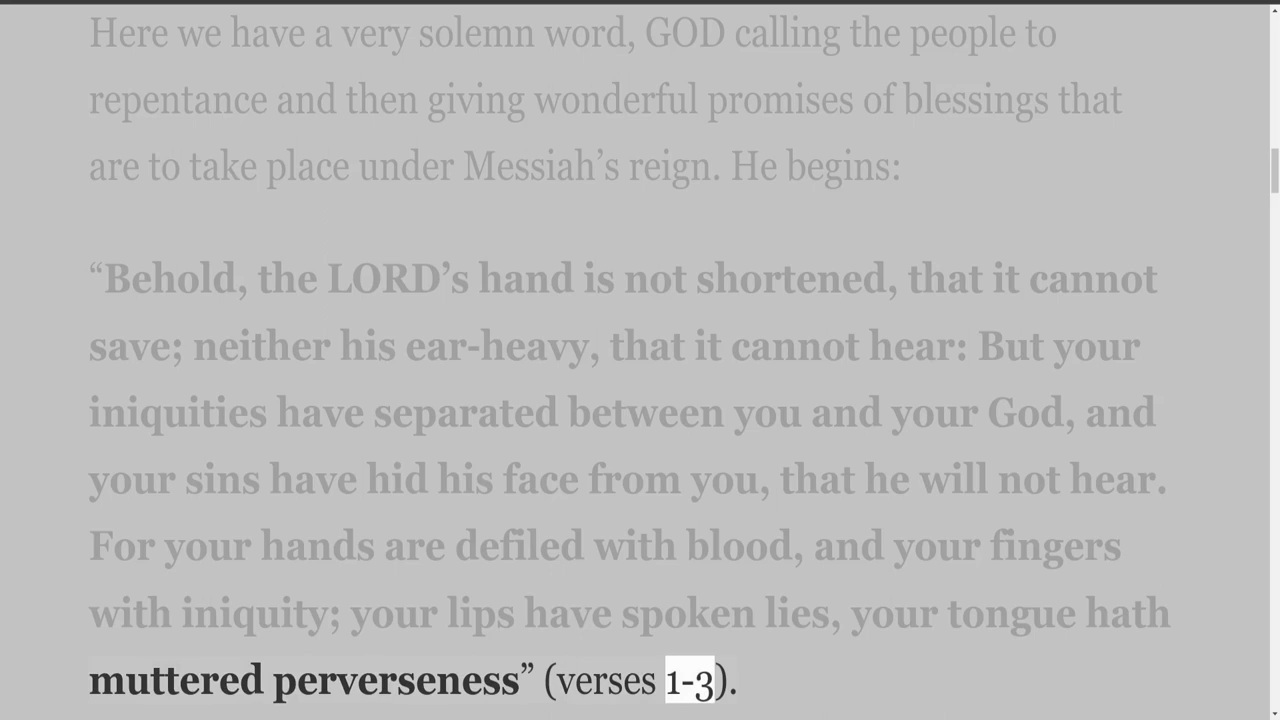 Here we have a very solemn word, GOD calling the people to
repentance and then giving wonderful promises of blessings that
are to take place under Messiah’s reign. He begins:
“Behold, the LORD’s hand is not shortened, that it cannot
save; neither his ear-heavy, that it cannot hear: But your
iniquities have separated between you and your God, and
your sins have hid his face from you, that he will not hear.
For your hands are defiled with blood, and your fingers
with iniquity; your lips have spoken lies, your tongue hath
muttered perverseness” (verses 1-3).